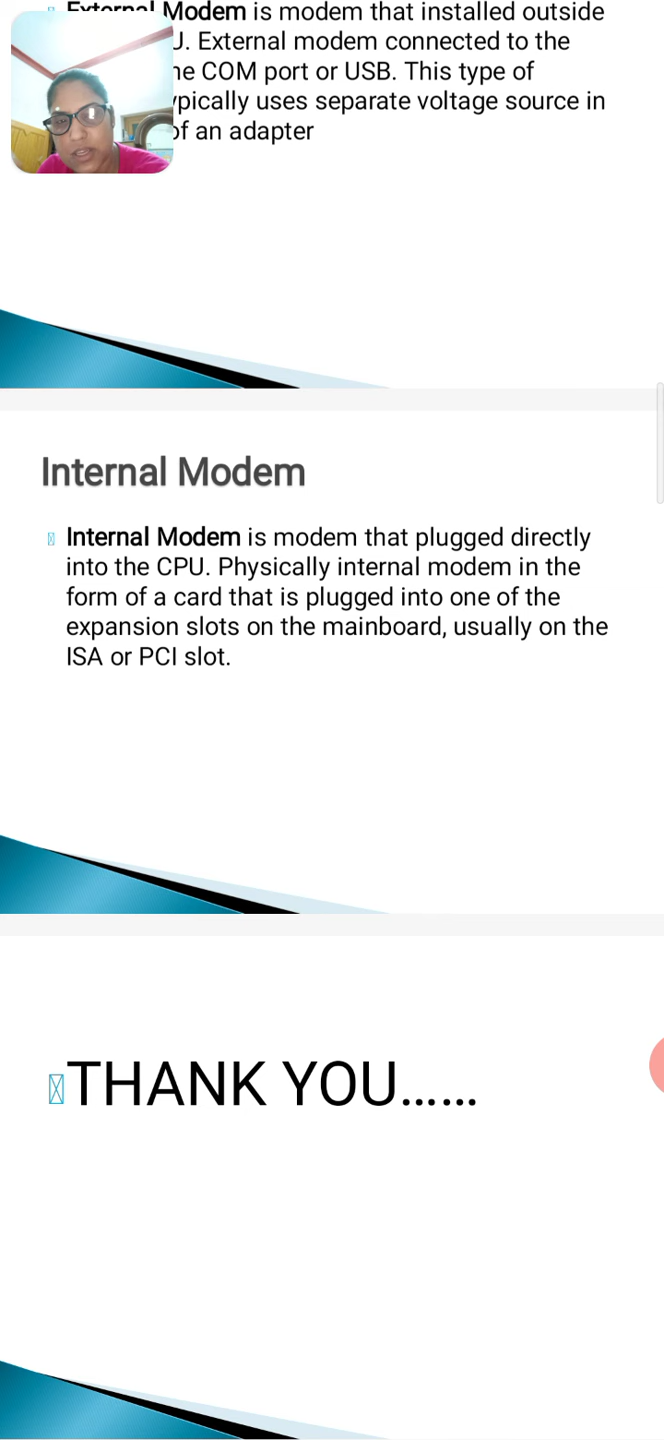 External Modem is modem that installed outside
External modem connected to the
COM port or USB. This type of
uses separate voltage source in
of an adapter
Internal Modem
Internal Modem is modem that plugged directly
into the CPU. Physically internal modem in the
form of a card that is plugged into one of the
expansion slots on the mainboard, usually on the
ISA or PCI slot.
THANK YOU......